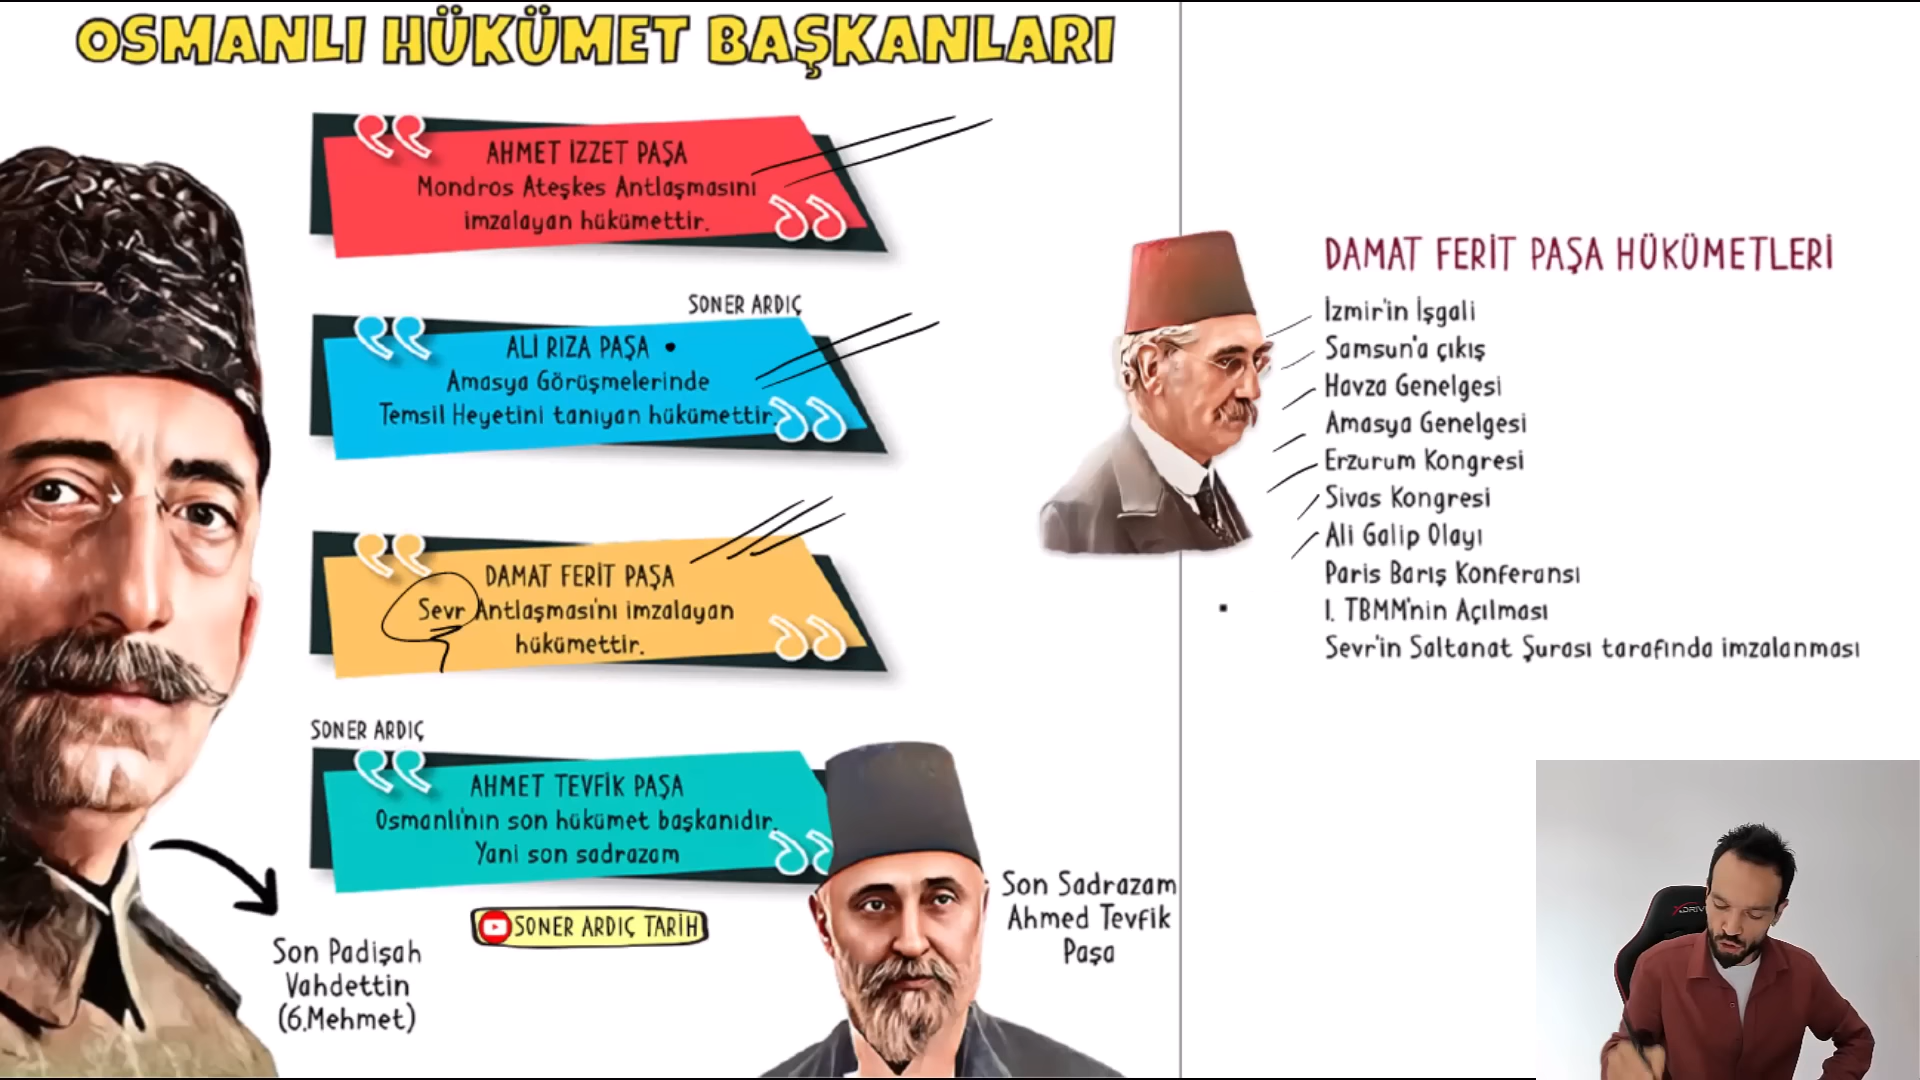 OSMANLI HÜKÜMET BAŞKANLARI
AHMET İZZET PAŞA
Mondros Ateşkes Antlaşmasını
imzalayan hükümettir.
SONER ARDIÇ
ALİ RIZA PAŞA
Amasya Görüşmelerinde
Temsil Heyetini tanıyan hükümettir.
DAMAT FERİT PAŞA
Sevr Antlaşması'nı imzalayan
hükümettir.
SONER ARDIÇ
AHMET TEVFİK PAŞA
Osmanlı'nın son hükümet başkanıdır.
Yani son sadrazam
SONER ARDIÇ TARİH
Son Padişah
Vahdettin
(6.Mehmet)
Son Sadrazam
Ahmed Tevfik
Paşa
DAMAT FERİT PAŞA HÜKÜMETLERİ
İzmir'in İşgali
Samsun'a çıkış
Havza Genelgesi
Amasya Genelgesi
Erzurum Kongresi
Sivas Kongresi
Ali Galip Olayı
Paris Barış Konferansı
I. TBMM'nin Açılması
Sevr'in Saltanat Şurası tarafında imzalanması